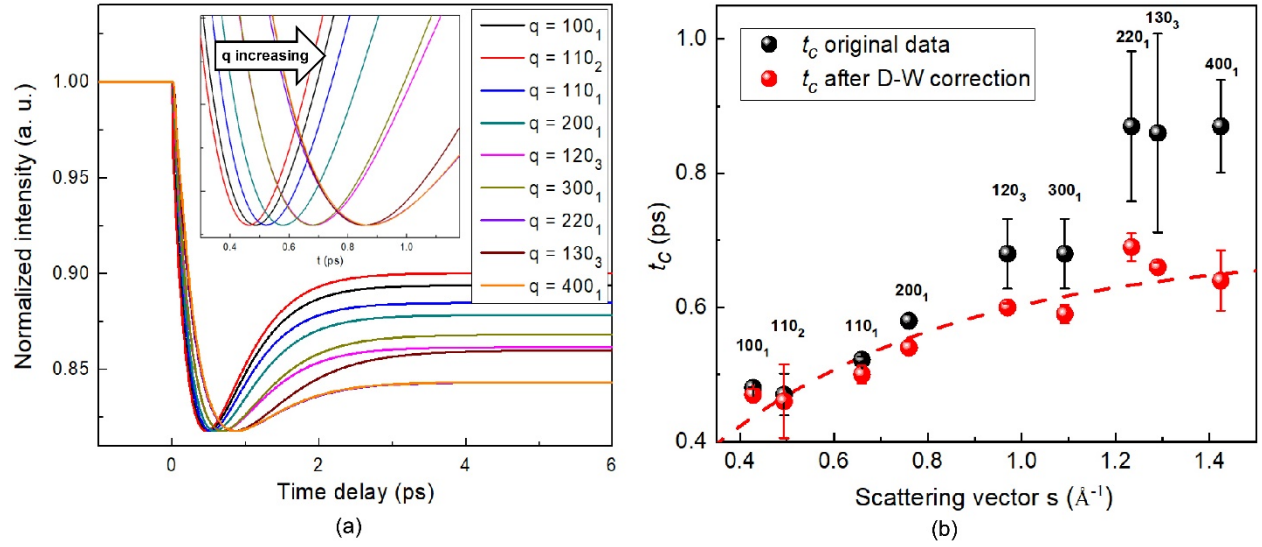 (a)
q increasing
0.4 0.6 0.8 1.0
t (ps)
q = 100₁
q = 110₂
q = 110₁
q = 200₁
q = 120₃
q = 300₁
q = 220₁
q = 130₃
q = 400₁
Normalized intensity (a. u.)
1.00
0.95
0.90
0.85
0 2 4 6
Time delay (ps)
(a)
(b)
t_c original data
t_c after D-W correction
100₁
110₂
110₁
200₁
120₃
300₁
220₁
130₃
400₁
t_c (ps)
1.0
0.8
0.6
0.4
0.4 0.6 0.8 1.0 1.2 1.4
Scattering vector s (Å⁻¹)
(b)